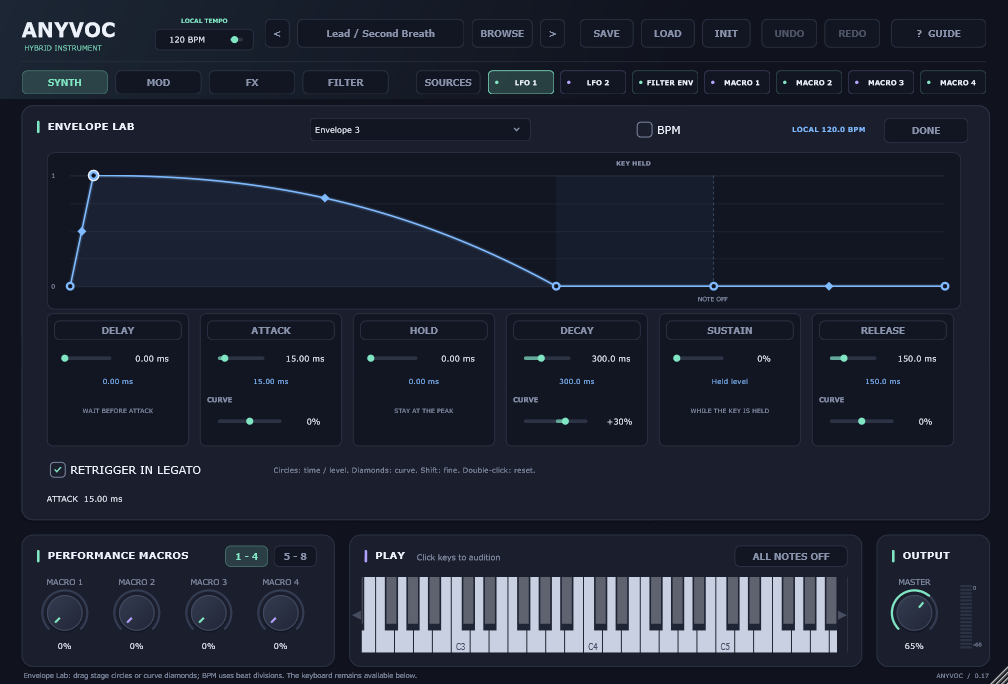 ANYVOC
HYBRID INSTRUMENT
LOCAL TEMPO
120 BPM
<
Lead / Second Breath
BROWSE
>
SAVE
LOAD
INIT
UNDO
REDO
? GUIDE
SYNTH
MOD
FX
FILTER
SOURCES
LFO 1
LFO 2
FILTER ENV
MACRO 1
MACRO 2
MACRO 3
MACRO 4
ENVELOPE LAB
Envelope 3
BPM
LOCAL 120.0 BPM
DONE
KEY HELD
1
0
NOTE OFF
DELAY
0.00 ms
0.00 ms
WAIT BEFORE ATTACK
ATTACK
15.00 ms
15.00 ms
CURVE
0%
HOLD
0.00 ms
0.00 ms
STAY AT THE PEAK
DECAY
300.0 ms
300.0 ms
CURVE
+30%
SUSTAIN
0%
Held level
WHILE THE KEY IS HELD
RELEASE
150.0 ms
150.0 ms
CURVE
0%
RETRIGGER IN LEGATO
Circles: time / level. Diamonds: curve. Shift: fine. Double-click: reset.
ATTACK 15.00 ms
PERFORMANCE MACROS
1 - 4
5 - 8
MACRO 1
MACRO 2
MACRO 3
MACRO 4
0%
0%
0%
0%
PLAY
Click keys to audition
ALL NOTES OFF
C3
C4
C5
OUTPUT
MASTER
0
-60
65%
Envelope Lab: drag stage circles or curve diamonds; BPM uses beat divisions. The keyboard remains available below.
ANYVOC / 0.17